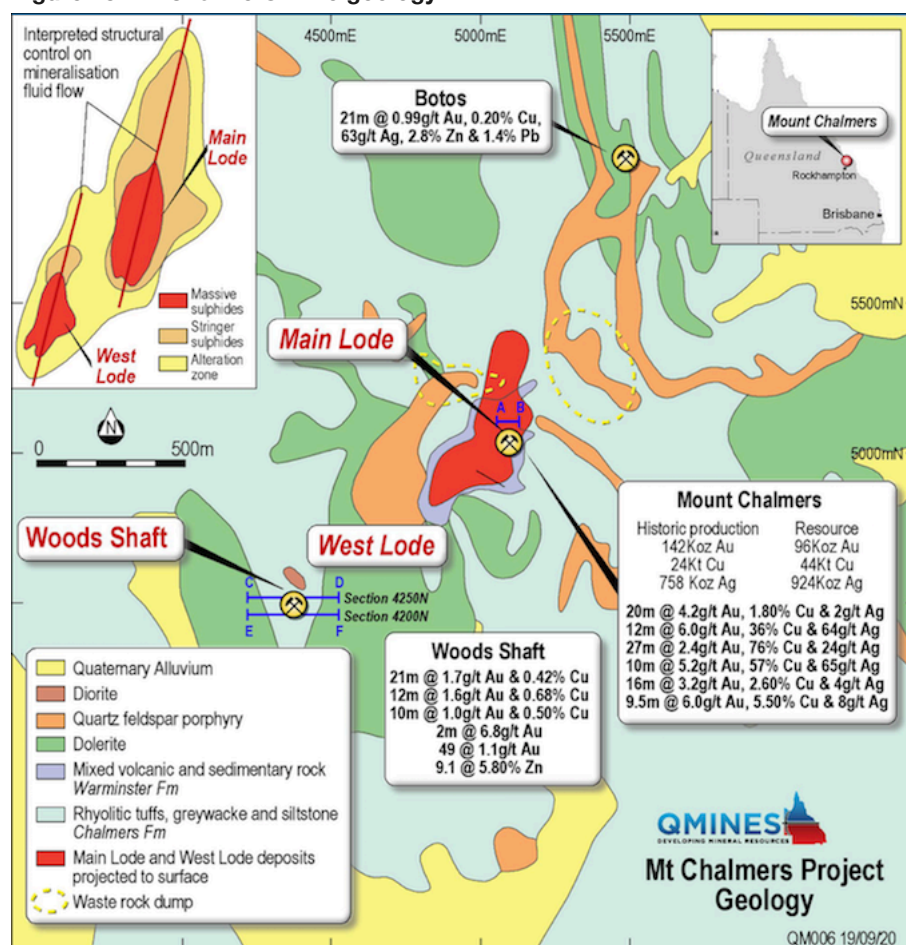 Interpreted structural
control on
mineralisation
fluid flow
Main
Lode
West
Lode
Massive
sulphides
Stringer
sulphides
Alteration
zone
4500mE
5000mE
5500mE
Botos
21m @ 0.99g/t Au, 0.20% Cu,
63g/t Ag, 2.8% Zn & 1.4% Pb
Mount Chalmers
Queensland
Rockhampton
Brisbane
5500mN
Main Lode
A B
N
0 500m
5000mN
Woods Shaft
West Lode
C D
Section 4250N
Section 4200N
E F
Mount Chalmers
Historic production Resource
142Koz Au 96Koz Au
24Kt Cu 44Kt Cu
758 Koz Ag 924Koz Ag
20m @ 4.2g/t Au, 1.80% Cu & 2g/t Ag
12m @ 6.0g/t Au, 36% Cu & 64g/t Ag
27m @ 2.4g/t Au, 76% Cu & 24g/t Ag
10m @ 5.2g/t Au, 57% Cu & 65g/t Ag
16m @ 3.2g/t Au, 2.60% Cu & 4g/t Ag
9.5m @ 6.0g/t Au, 5.50% Cu & 8g/t Ag
Woods Shaft
21m @ 1.7g/t Au & 0.42% Cu
12m @ 1.6g/t Au & 0.68% Cu
10m @ 1.0g/t Au & 0.50% Cu
2m @ 6.8g/t Au
49 @ 1.1g/t Au
9.1 @ 5.80% Zn
Quaternary Alluvium
Diorite
Quartz feldspar porphyry
Dolerite
Mixed volcanic and sedimentary rock
Warminster Fm
Rhyolitic tuffs, greywacke and siltstone
Chalmers Fm
Main Lode and West Lode deposits
projected to surface
Waste rock dump
QMINES
DEVELOPING MINERAL RESOURCES
Mt Chalmers Project
Geology
QM006 19/09/20